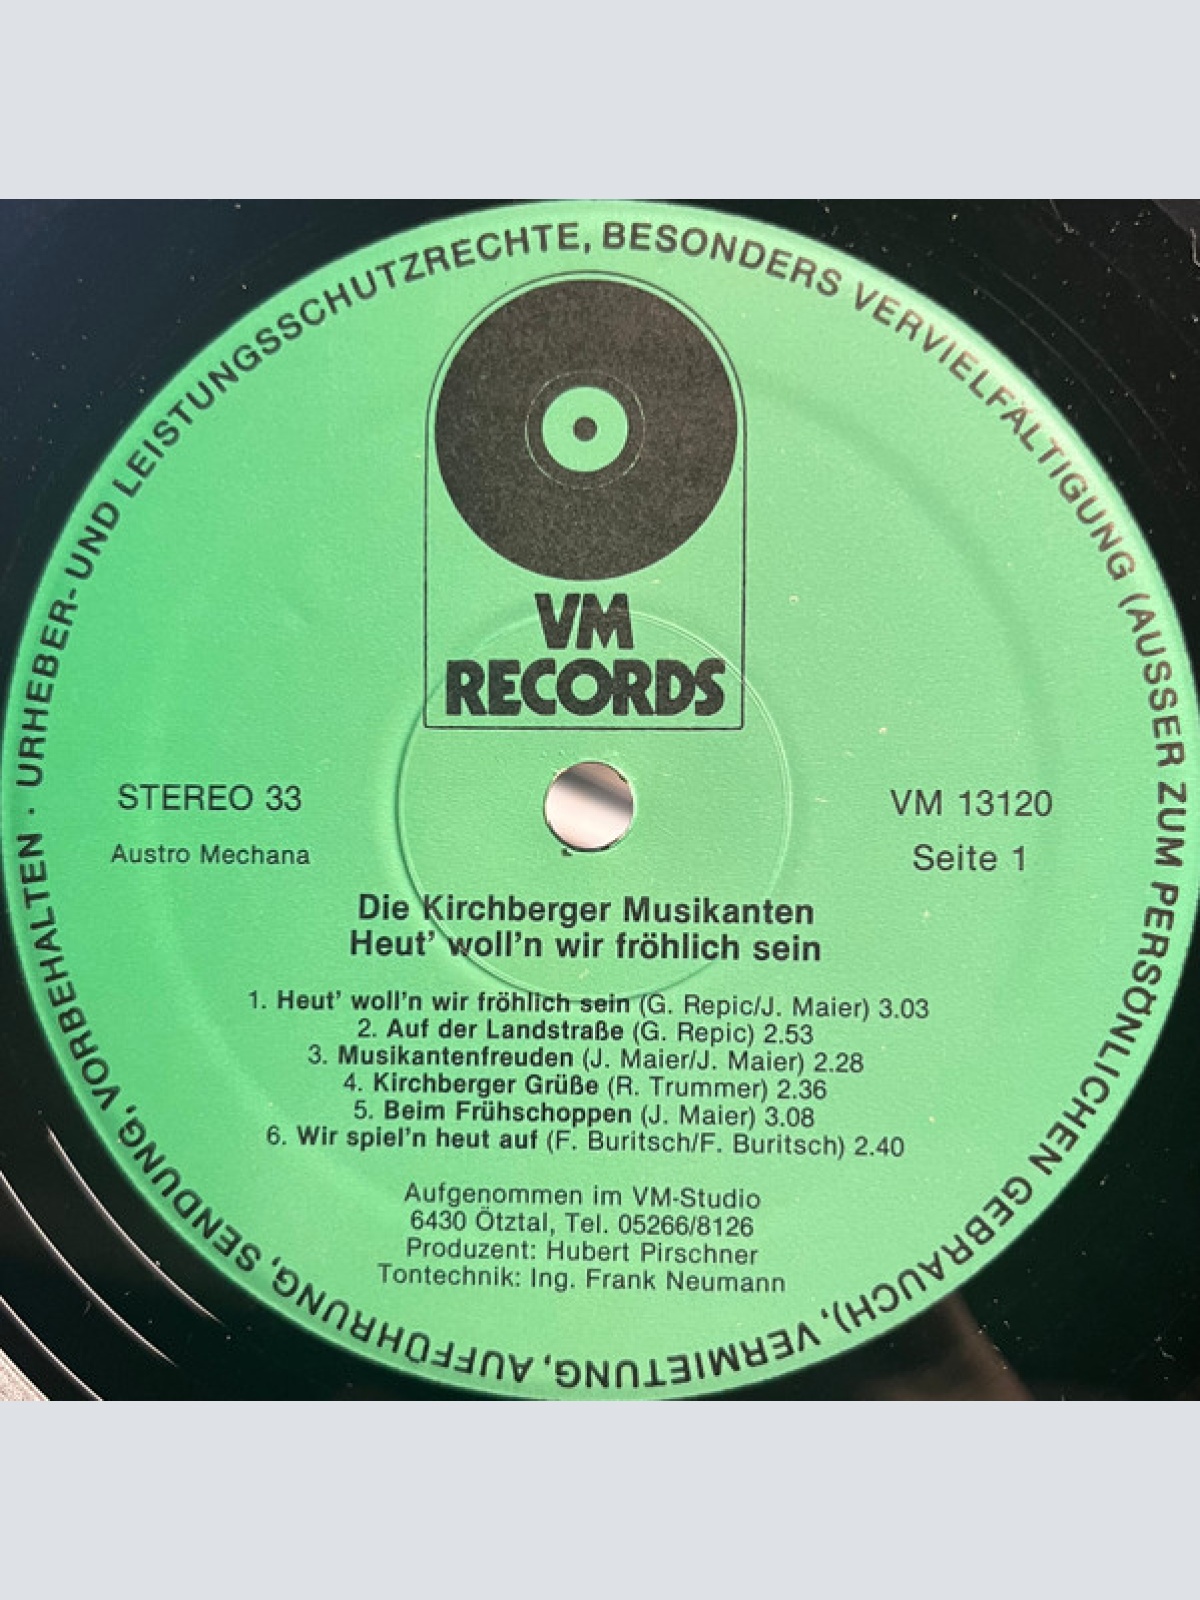 URHEBER- UND LEISTUNGSSCHUTZRECHTE, BESONDERS VERVIELFÄLTIGUNG (AUSSER ZUM PERSÖNLICHEN GEBRAUCH), VERMIETUNG, AUFFÜHRUNG, SENDUNG, VORBEHALTEN ·
VM
RECORDS
STEREO 33
VM 13120
Austro Mechana
Seite 1
Die Kirchberger Musikanten
Heut' woll'n wir fröhlich sein
1. Heut' woll'n wir fröhlich sein (G. Repic/J. Maier) 3.03
2. Auf der Landstraße (G. Repic) 2.53
3. Musikantenfreuden (J. Maier/J. Maier) 2.28
4. Kirchberger Grüße (R. Trummer) 2.36
5. Beim Frühschoppen (J. Maier) 3.08
6. Wir spiel'n heut auf (F. Buritsch/F. Buritsch) 2.40
Aufgenommen im VM-Studio
6430 Ötztal, Tel. 05266/8126
Produzent: Hubert Pirschner
Tontechnik: Ing. Frank Neumann